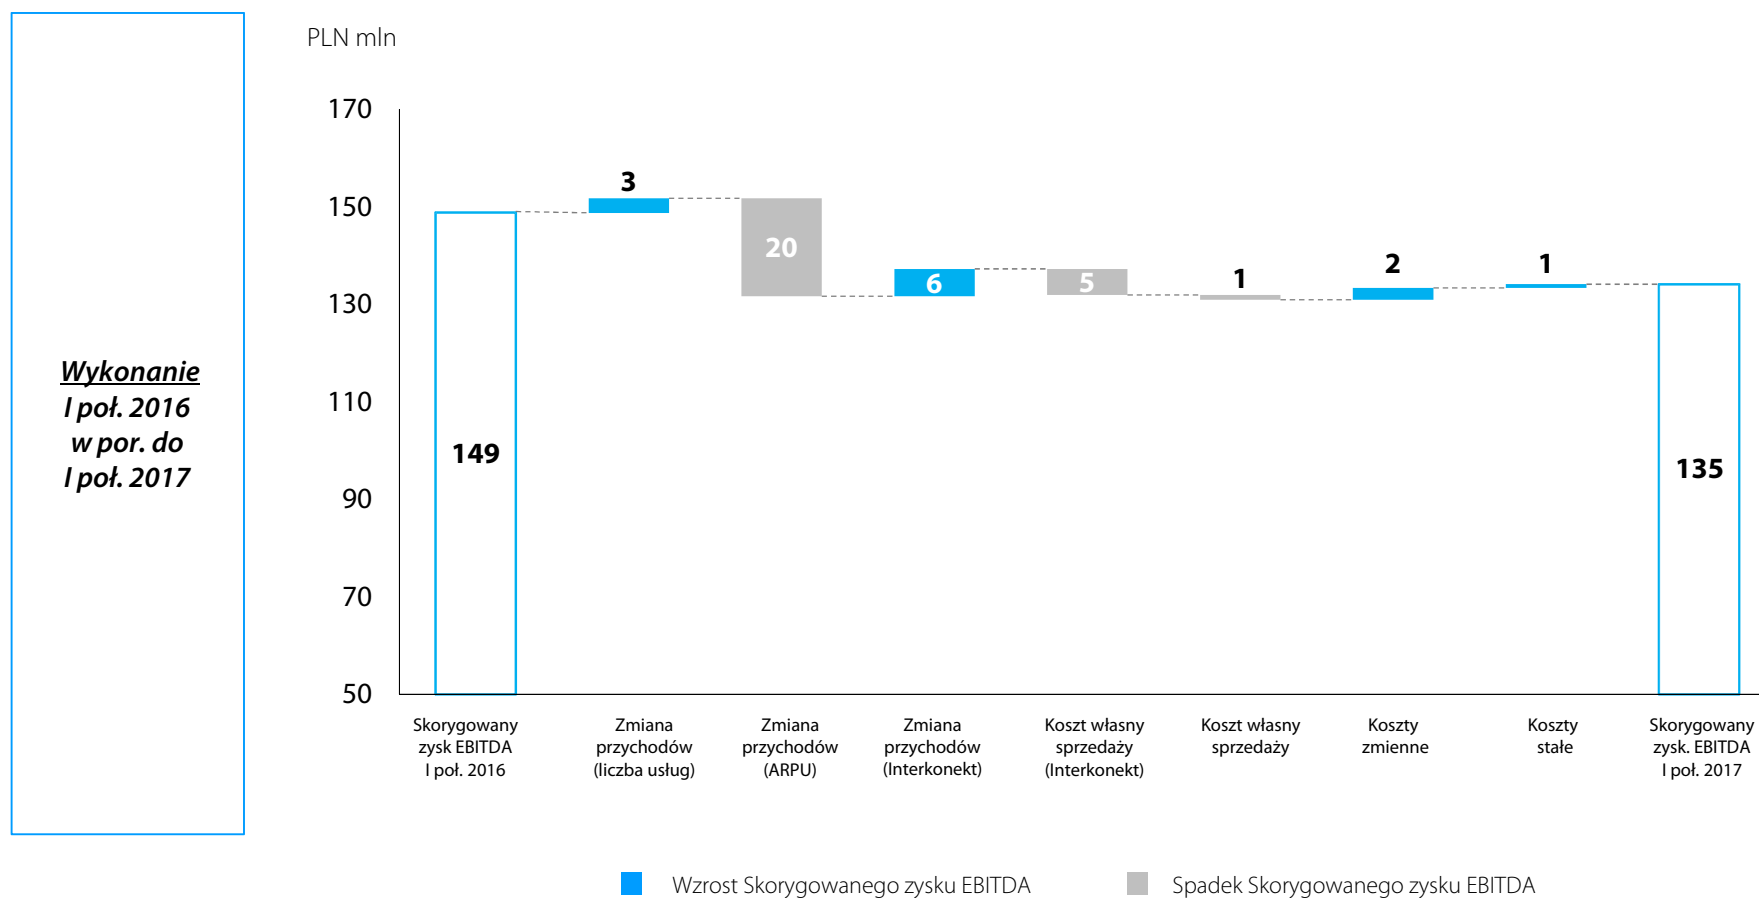 Wykonanie
I poł. 2016
w por. do
I poł. 2017
PLN mln
170
150
130
110
90
70
50
149
3
20
6
5
1
2
1
135
Skorygowany
zysk EBITDA
I poł. 2016
Zmiana
przychodów
(liczba usług)
Zmiana
przychodów
(ARPU)
Zmiana
przychodów
(Interkonekt)
Koszt własny
sprzedaży
(Interkonekt)
Koszt własny
sprzedaży
Koszty
zmienne
Koszty
stałe
Skorygowany
zysk. EBITDA
I poł. 2017
Wzrost Skorygowanego zysku EBITDA
Spadek Skorygowanego zysku EBITDA